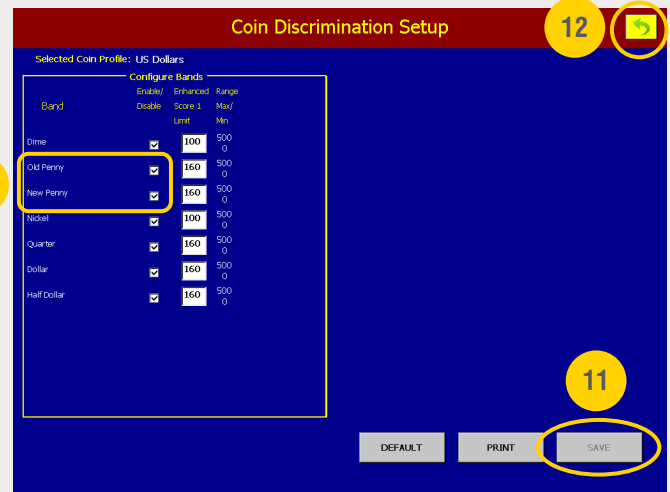 Coin Discrimination Setup
12
Selected Coin Profile: US Dollars
Configure Bands
Enable/ Enhanced Range
Band Disable Score 1 Max/
Limit Min
Dime 100 500
0
Old Penny 160 500
0
New Penny 160 500
0
Nickel 100 500
0
Quarter 160 500
0
Dollar 160 500
0
Half Dollar 160 500
0
11
DEFAULT PRINT SAVE